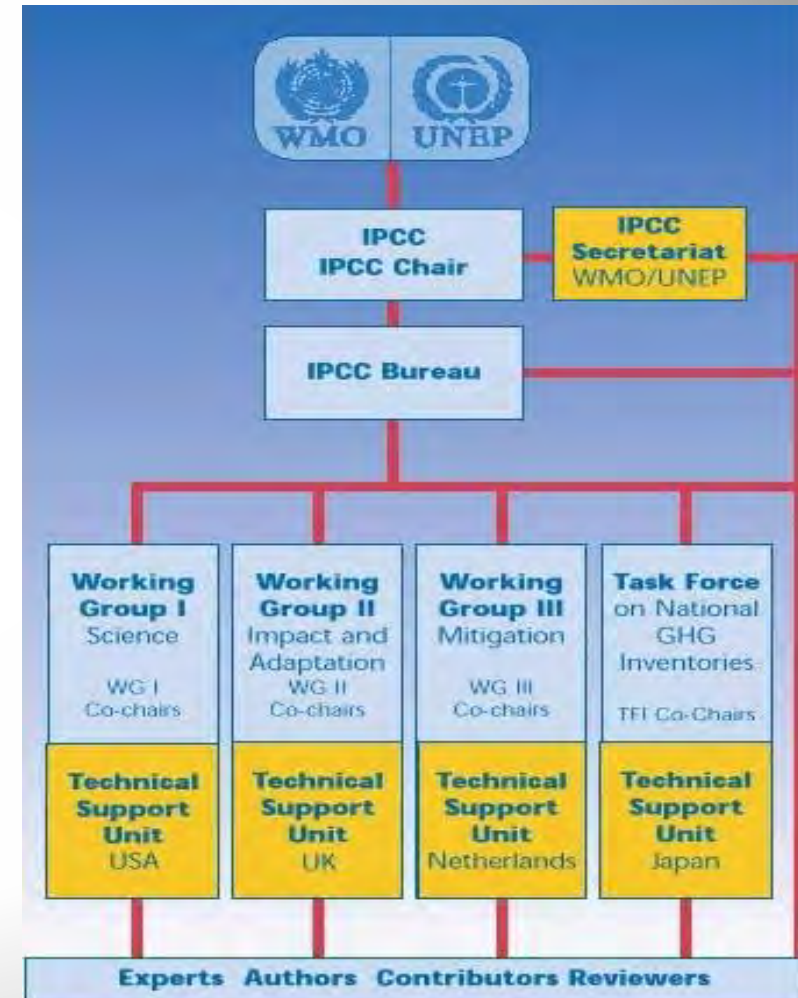 WMO
UNEP
IPCC
IPCC Chair
IPCC
Secretariat
WMO/UNEP
IPCC Bureau
Working
Group I
Science
WG I
Co-chairs
Technical
Support
Unit
USA
Working
Group II
Impact and
Adaptation
WG II
Co-chairs
Technical
Support
Unit
UK
Working
Group III
Mitigation
WG III
Co-chairs
Technical
Support
Unit
Netherlands
Task Force
on National
GHG
Inventories
TFI Co-Chairs
Technical
Support
Unit
Japan
Experts Authors Contributors Reviewers